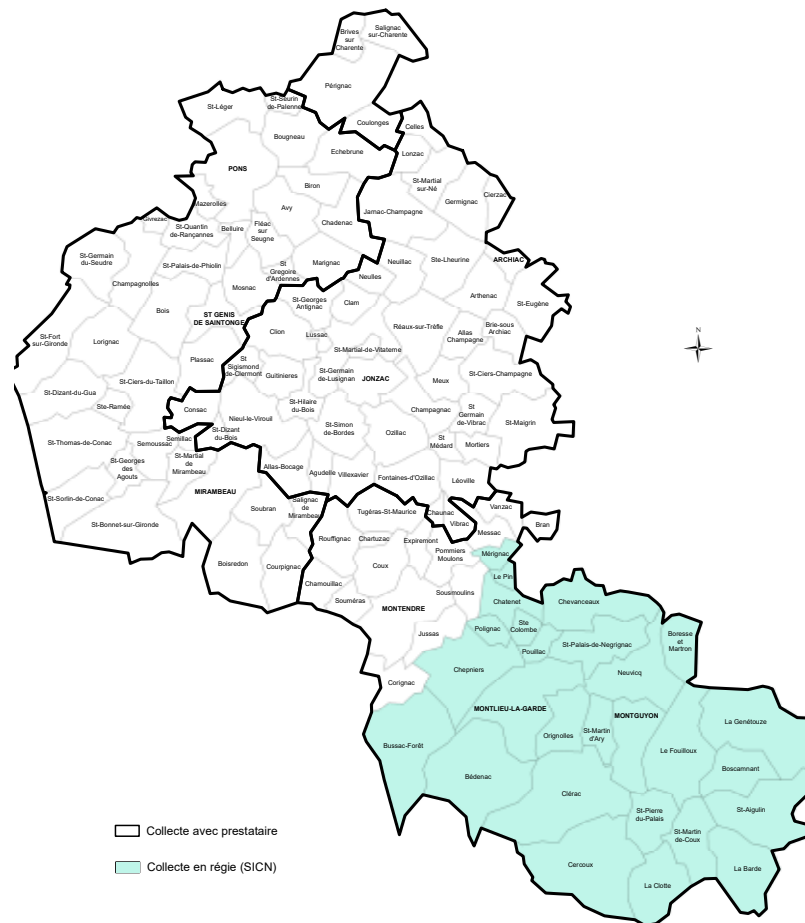 Brives
sur
Charente
Salignac
sur-Charente
Pérignac
St-Seurin
de-Palenne
St-Léger
Coulonges
Celles
Bougneau
Echebrune
Lonzac
PONS
St-Martial
sur-Né
Cierzac
Biron
Germignac
Mazerolles
Avy
Jarnac-Champagne
Givrezac
St-Quantin
de-Rançannes
Belluire
Fléac
sur
Seugne
Chadenac
St-Germain
du-Seudre
St-Palais-de-Phiolin
Marignac
Neuillac
Ste-Lheurine
ARCHIAC
St
Gregoire
d'Ardennes
Neulles
Champagnolles
Mosnac
Arthenac
St-Eugène
Bois
St-Georges
Antignac
Clam
ST GENIS
DE SAINTONGE
Réaux-sur-Trèfle
Brie-sous
Archiac
St-Fort
sur-Gironde
Lorignac
Clion
Lussac
Allas
Champagne
St-Martial-de-Vitaterne
Plassac
St
Sigismond
de-Clermont
Guitinieres
St-Germain
de-Lusignan
JONZAC
Meux
St-Ciers-Champagne
St-Ciers-du-Taillon
St-Dizant-du-Gua
Ste-Ramée
Consac
St-Hilaire
du-Bois
Champagnac
St
Germain
de-Vibrac
Nieul-le-Virouil
St-Maigrin
St-Dizant
du-Bois
St-Simon
de-Bordes
Ozillac
St-Thomas-de-Conac
Semoussac
Semillac
St
Médard
Mortiers
St-Georges
des
Agouts
St-Martial
de
Mirambeau
Allas-Bocage
Agudelle
Villexavier
Fontaines-d'Ozillac
Léoville
St-Sorlin-de-Conac
MIRAMBEAU
Soubran
Salignac
de
Mirambeau
Tugéras-St-Maurice
Chaunac
Vanzac
St-Bonnet-sur-Gironde
Vibrac
Bran
Rouffignac
Chartuzac
Expiremont
Messac
Boisredon
Courpignac
Coux
Pommiers
Moulons
Mérignac
Chamouillac
Le Pin
Souméras
Sousmoulins
Chatenet
Chevanceaux
MONTENDRE
Jussas
Polignac
Ste
Colombe
Boresse
et
Martron
Pouillac
St-Palais-de-Negrignac
Chepniers
Neuvicq
Corignac
MONTLIEU-LA-GARDE
MONTGUYON
La Genétouze
Bussac-Forêt
Orignolles
St-Martin
d'Ary
Le Fouilloux
Bédenac
Boscamnant
Clérac
St-Pierre
du-Palais
St-Aigulin
St-Martin
de-Coux
Cercoux
La Clotte
La Barde
N
Collecte avec prestataire
Collecte en régie (SICN)